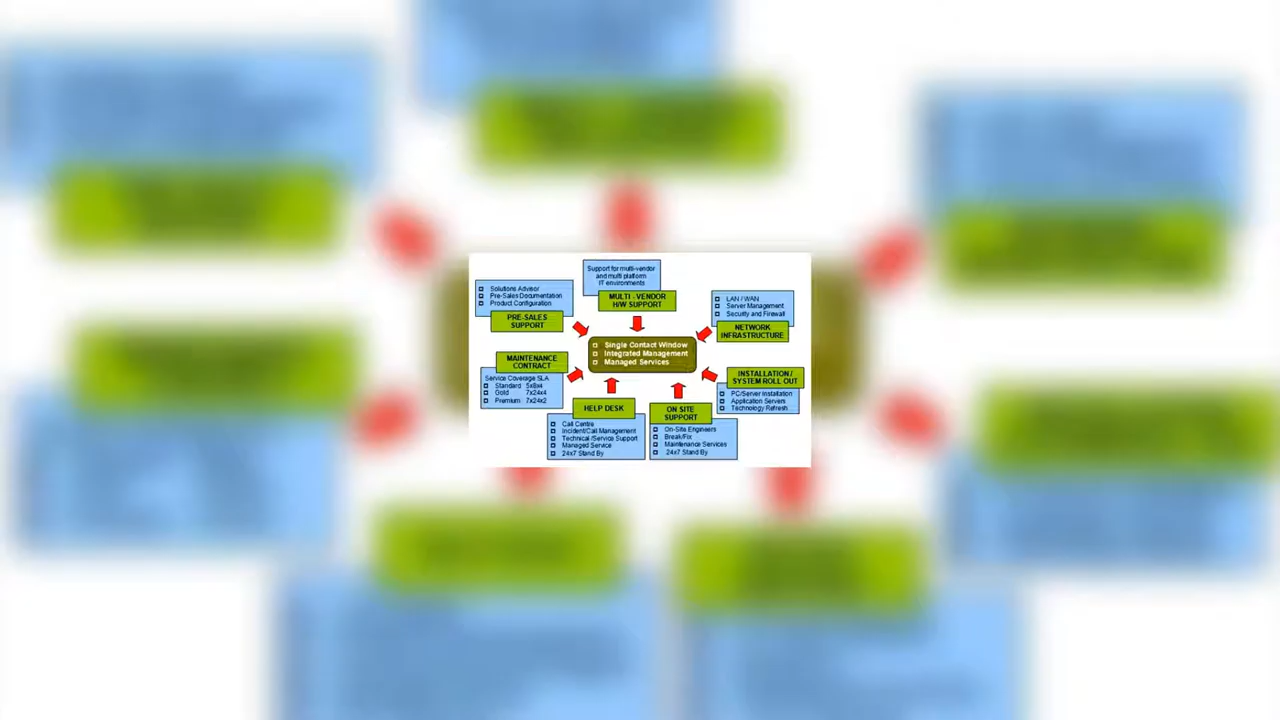 Support for multi-vendor
and multi platform
IT environments
MULTI - VENDOR
H/W SUPPORT
Solutions Advisor
Pre-Sales Documentation
Product Configuration
PRE-SALES
SUPPORT
LAN / WAN
Server Management
Security and Firewall
NETWORK
INFRASTRUCTURE
Single Contact Window
Integrated Management
Managed Services
MAINTENANCE
CONTRACT
Service Coverage SLA
Standard 5x8x4
Gold 7x24x4
Premium 7x24x2
INSTALLATION /
SYSTEM ROLL OUT
PC/Server Installation
Application Servers
Technology Refresh
HELP DESK
Call Centre
Incident/Call Management
Technical /Service Support
Managed Service
24x7 Stand By
ON SITE
SUPPORT
On-Site Engineers
Break/Fix
Maintenance Services
24x7 Stand By